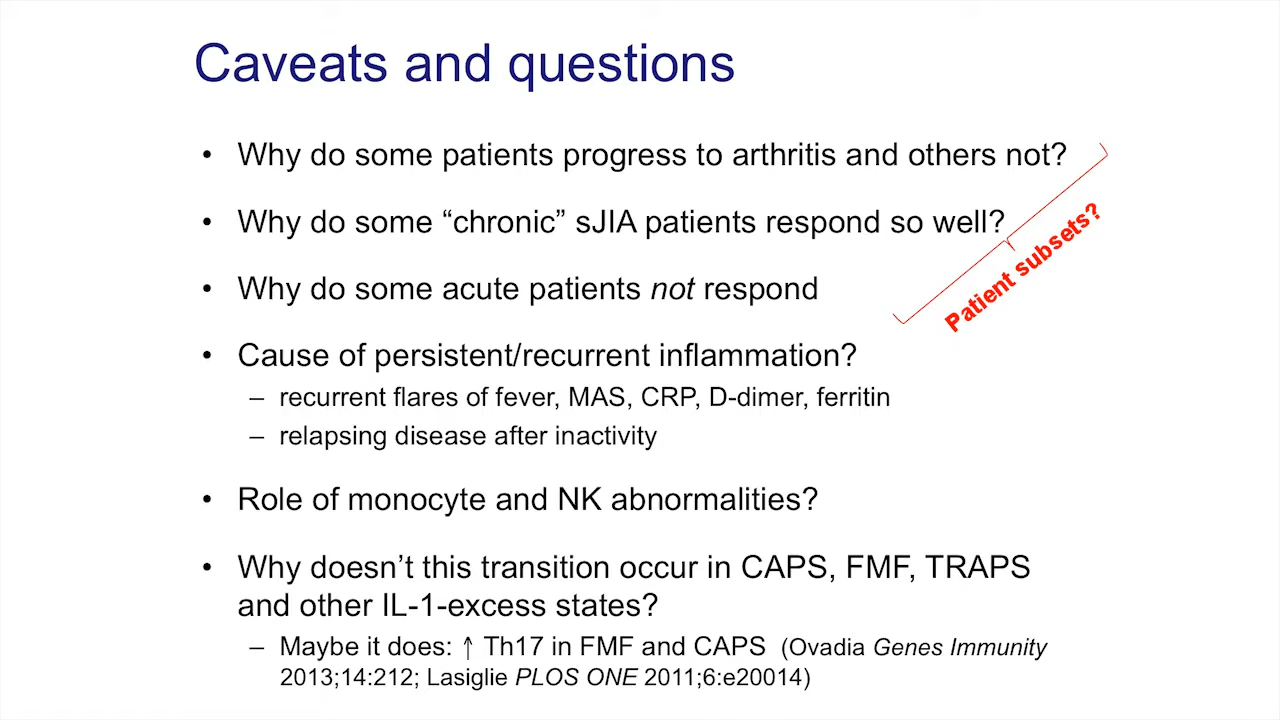 Caveats and questions
• Why do some patients progress to arthritis and others not?
• Why do some “chronic” sJIA patients respond so well?
• Why do some acute patients not respond
Patient subsets?
• Cause of persistent/recurrent inflammation?
– recurrent flares of fever, MAS, CRP, D-dimer, ferritin
– relapsing disease after inactivity
• Role of monocyte and NK abnormalities?
• Why doesn’t this transition occur in CAPS, FMF, TRAPS
and other IL-1-excess states?
– Maybe it does: ↑ Th17 in FMF and CAPS (Ovadia Genes Immunity
2013;14:212; Lasiglie PLOS ONE 2011;6:e20014)